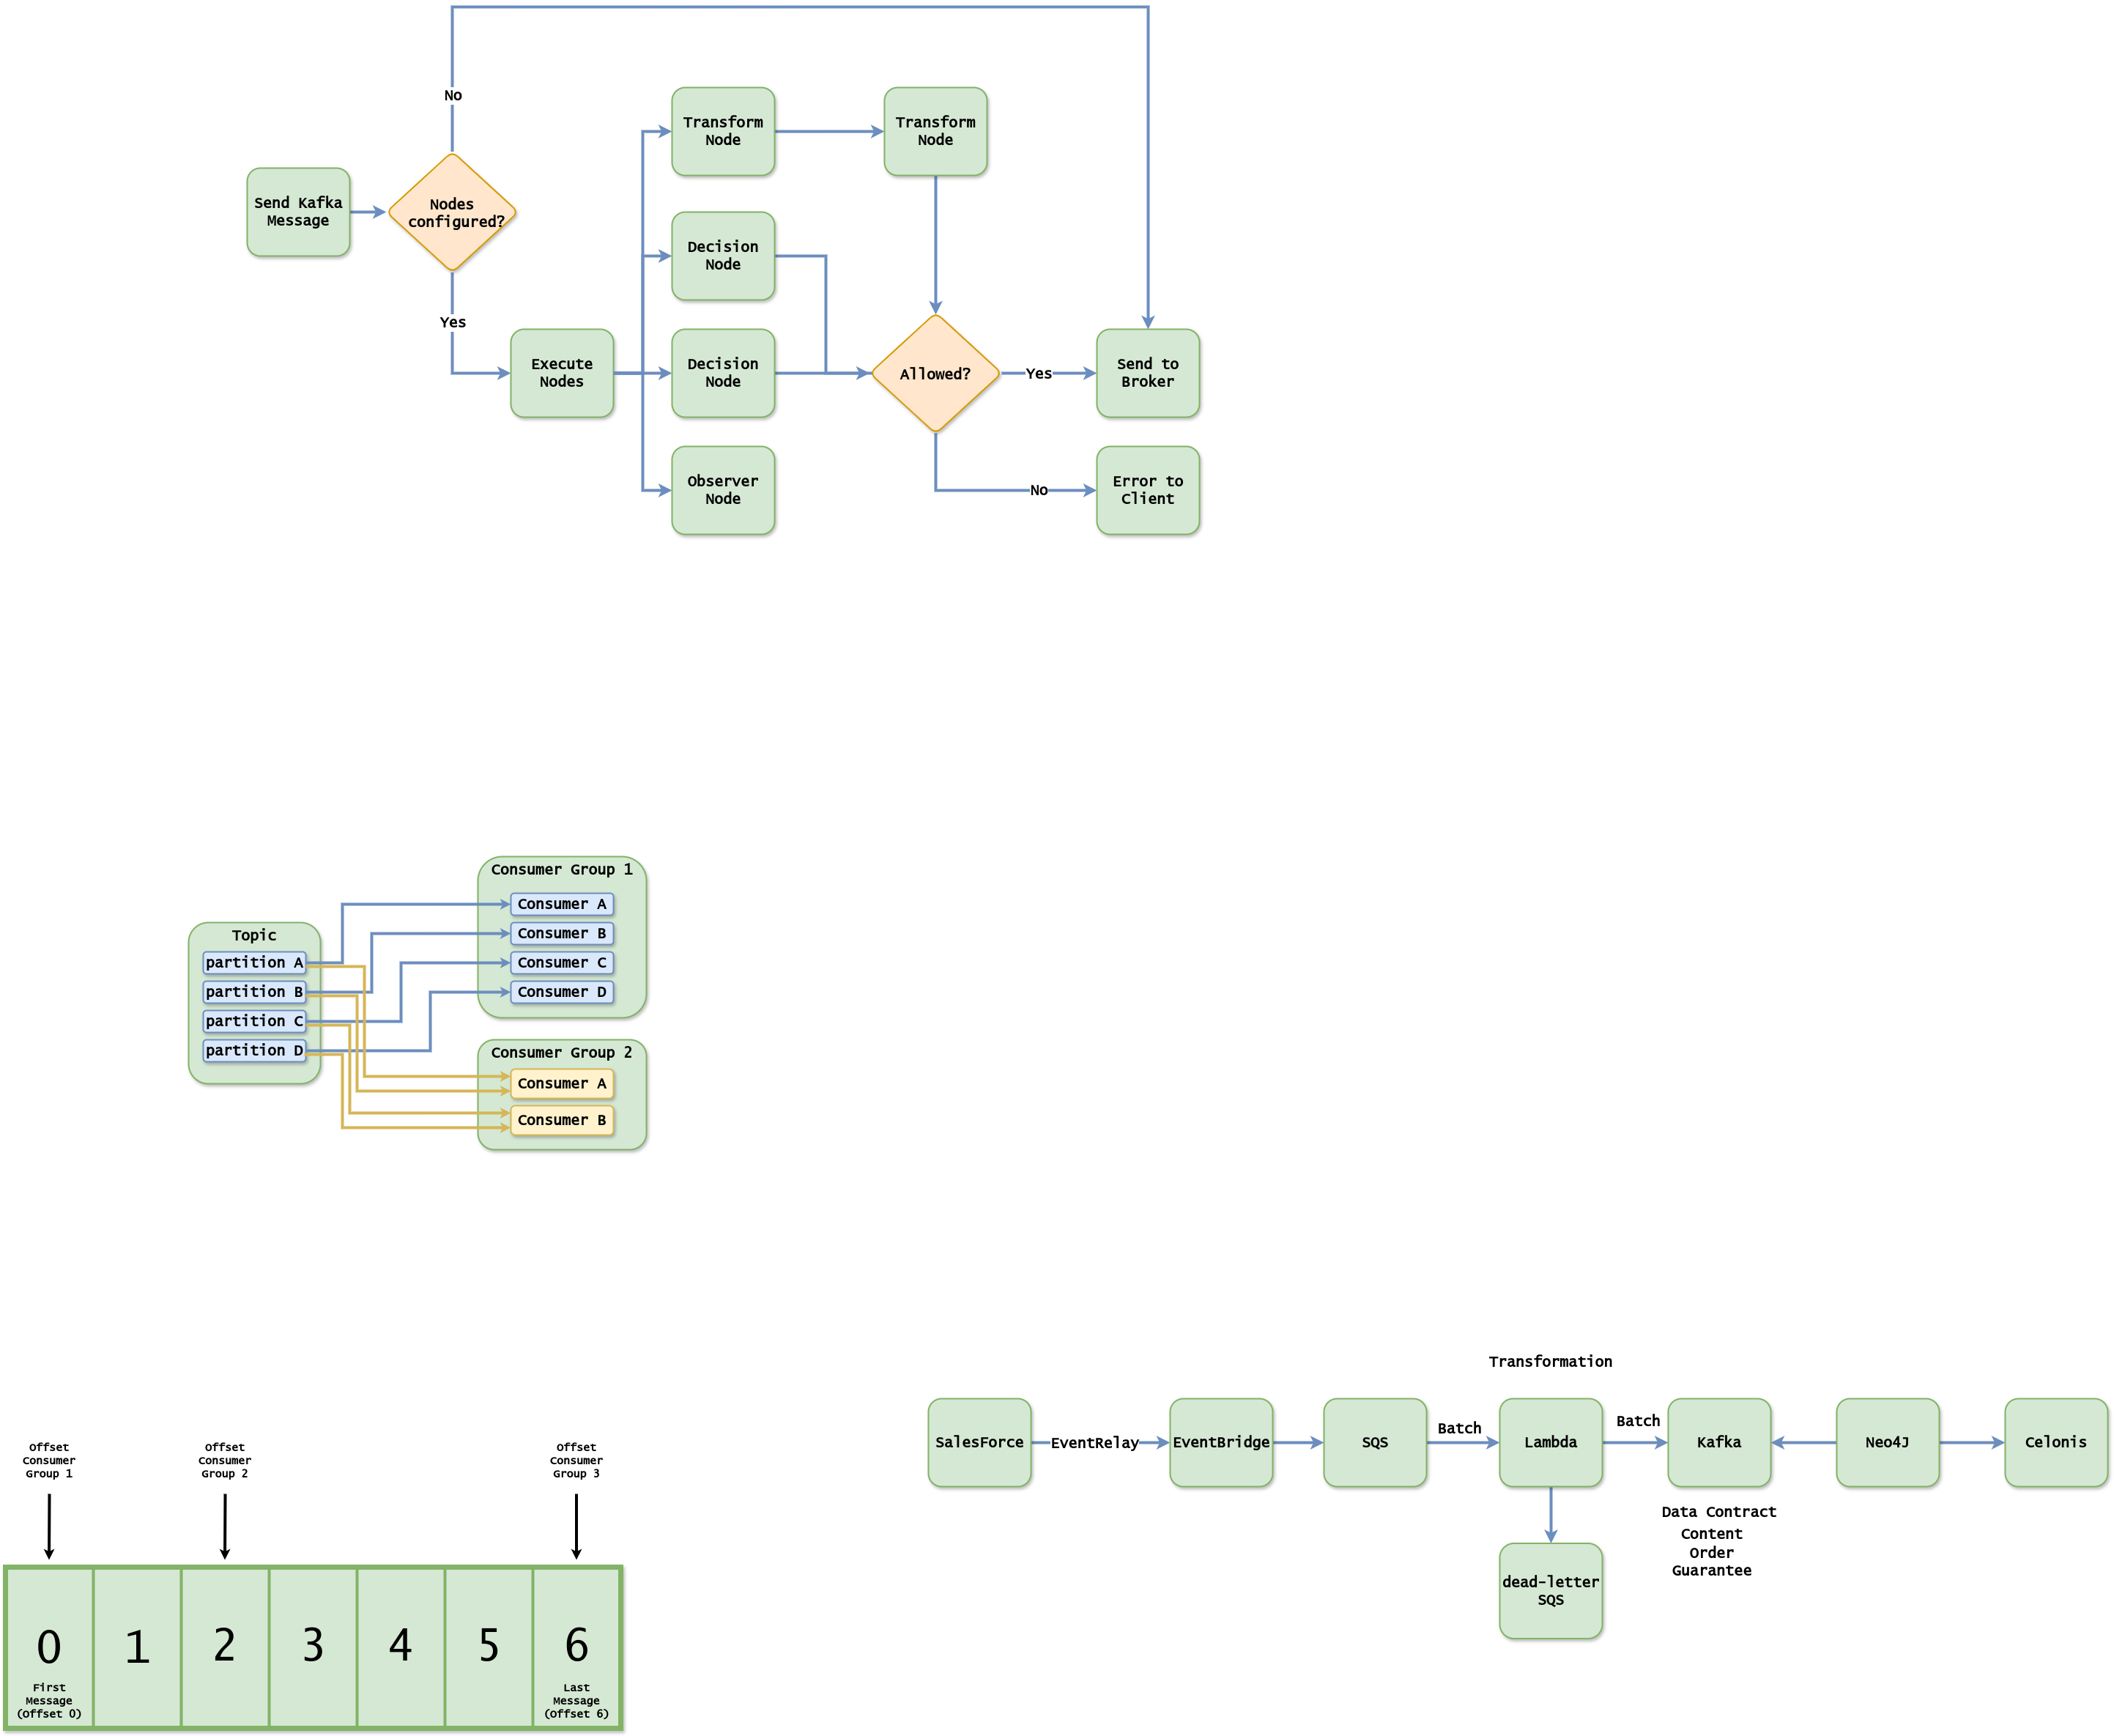 No
Transform
Node
Transform
Node
Send Kafka
Message
Nodes
configured?
Decision
Node
Yes
Execute
Nodes
Decision
Node
Allowed?
Yes
Send to
Broker
Observer
Node
No
Error to
Client
Consumer Group 1
Consumer A
Consumer B
Consumer C
Consumer D
Topic
partition A
partition B
partition C
partition D
Consumer Group 2
Consumer A
Consumer B
Transformation
SalesForce
EventRelay
EventBridge
SQS
Batch
Lambda
Batch
Kafka
Neo4J
Celonis
Data Contract
Content
Order
Guarantee
dead-letter
SQS
Offset
Consumer
Group 1
Offset
Consumer
Group 2
Offset
Consumer
Group 3
0
1
2
3
4
5
6
First
Message
(Offset 0)
Last
Message
(Offset 6)